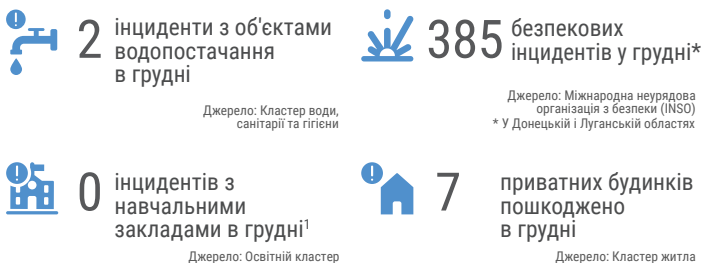 2 інциденти з об'єктами
водопостачання
в грудні
Джерело: Кластер води,
санітарії та гігієни
385 безпекових
інцидентів у грудні*
Джерело: Міжнародна неурядова
організація з безпеки (INSO)
* У Донецькій і Луганській областях
0 інцидентів з
навчальними
закладами в грудні¹
Джерело: Освітній кластер
7 приватних будинків
пошкоджено
в грудні
Джерело: Кластер житла